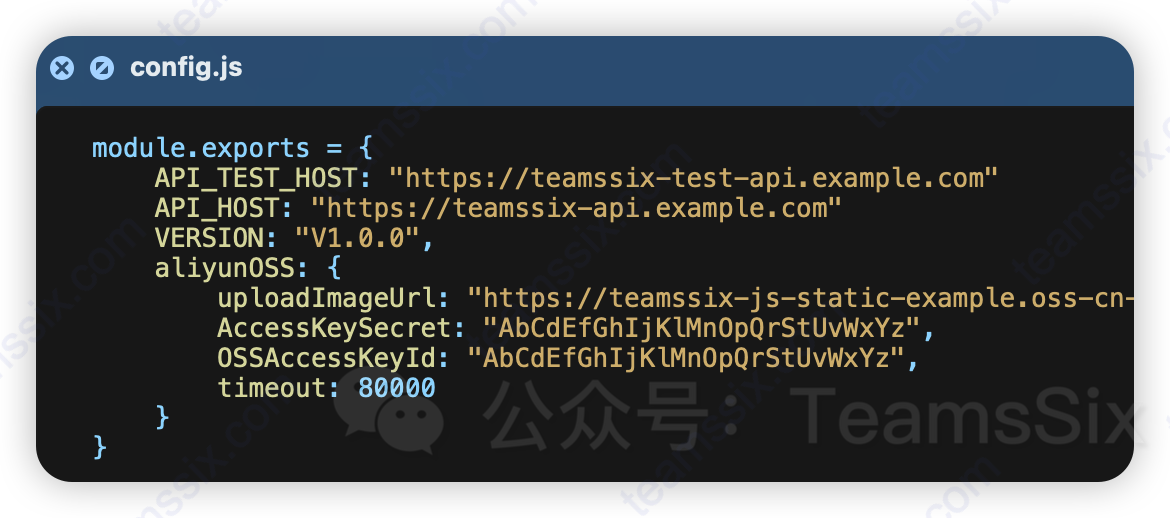 config.js
module.exports = {
API_TEST_HOST: "https://teamssix-test-api.example.com"
API_HOST: "https://teamssix-api.example.com"
VERSION: "V1.0.0",
aliyunOSS: {
uploadImageUrl: "https://teamssix-js-static-example.oss-cn-
AccessKeySecret: "AbCdEfGhIjKlMnOpQrStUvWxYz",
OSSAccessKeyId: "AbCdEfGhIjKlMnOpQrStUvWxYz",
timeout: 80000
}
}
公众号：TeamsSix